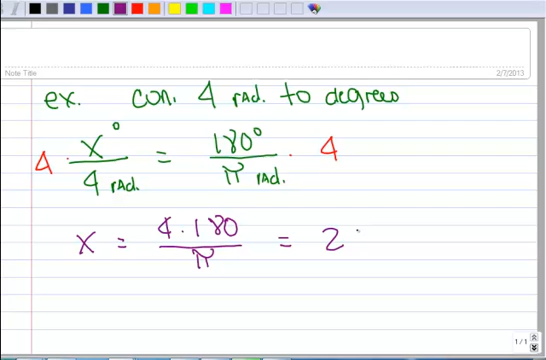 Note Title
2/7/2013
ex. con. 4 rad. to degrees
4 · x° / 4 rad. = 180° / π rad. · 4
x = 4 · 180 / π = 2
1/1